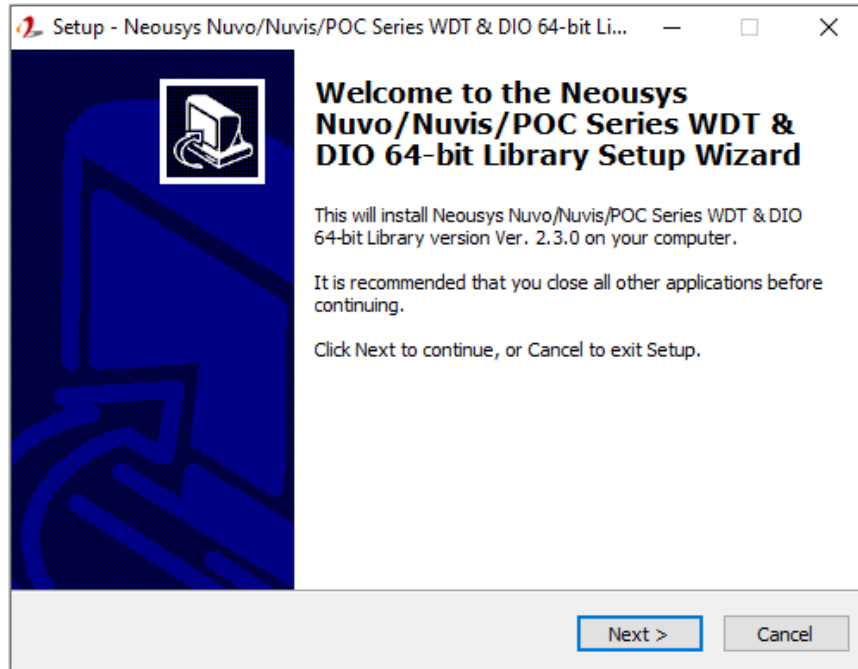 Setup - Neousys Nuvo/Nuvis/POC Series WDT & DIO 64-bit Li...
Welcome to the Neousys
Nuvo/Nuvis/POC Series WDT &
DIO 64-bit Library Setup Wizard
This will install Neousys Nuvo/Nuvis/POC Series WDT & DIO
64-bit Library version Ver. 2.3.0 on your computer.
It is recommended that you close all other applications before
continuing.
Click Next to continue, or Cancel to exit Setup.
Next >
Cancel